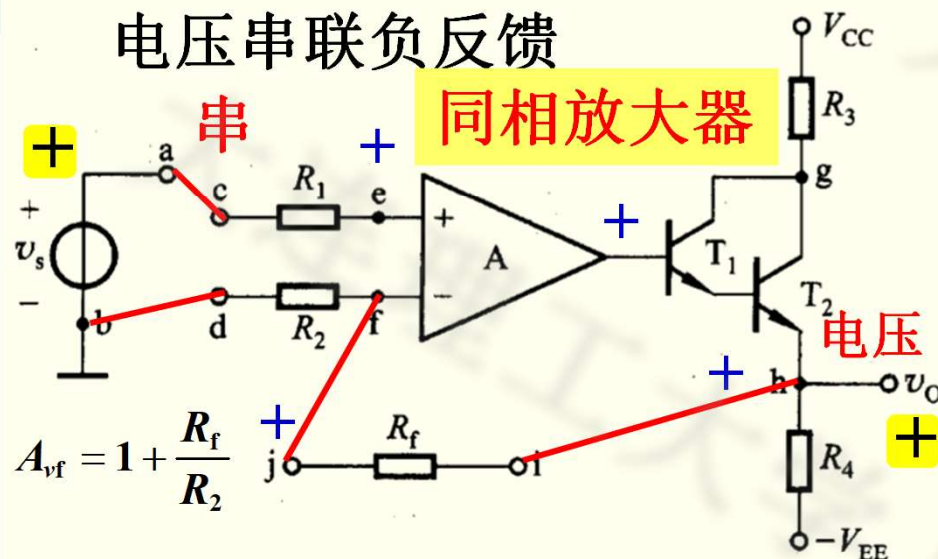 电压串联负反馈
V_CC
串
+
同相放大器
R_3
+
a
c
R_1
e
g
+
v_s
−
+
A
−
+
T_1
T_2
b
d
R_2
f
电压
+
h
v_O
+
A_vf = 1 + R_f / R_2
+
j
R_f
i
R_4
−V_EE